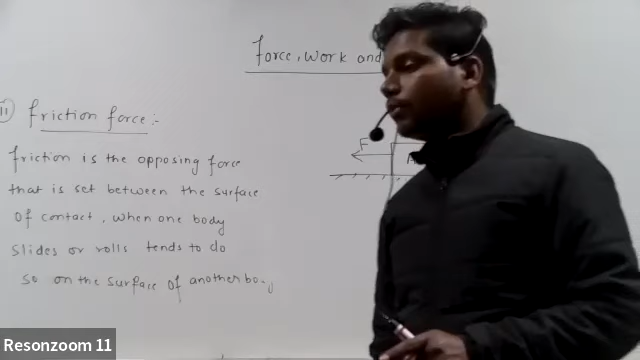 Force, Work and
11
friction force :-
F
friction is the opposing force
that is set between the surface
of contact, when one body
slides or rolls tends to do
so on the surface of another bo
Resonzoom 11